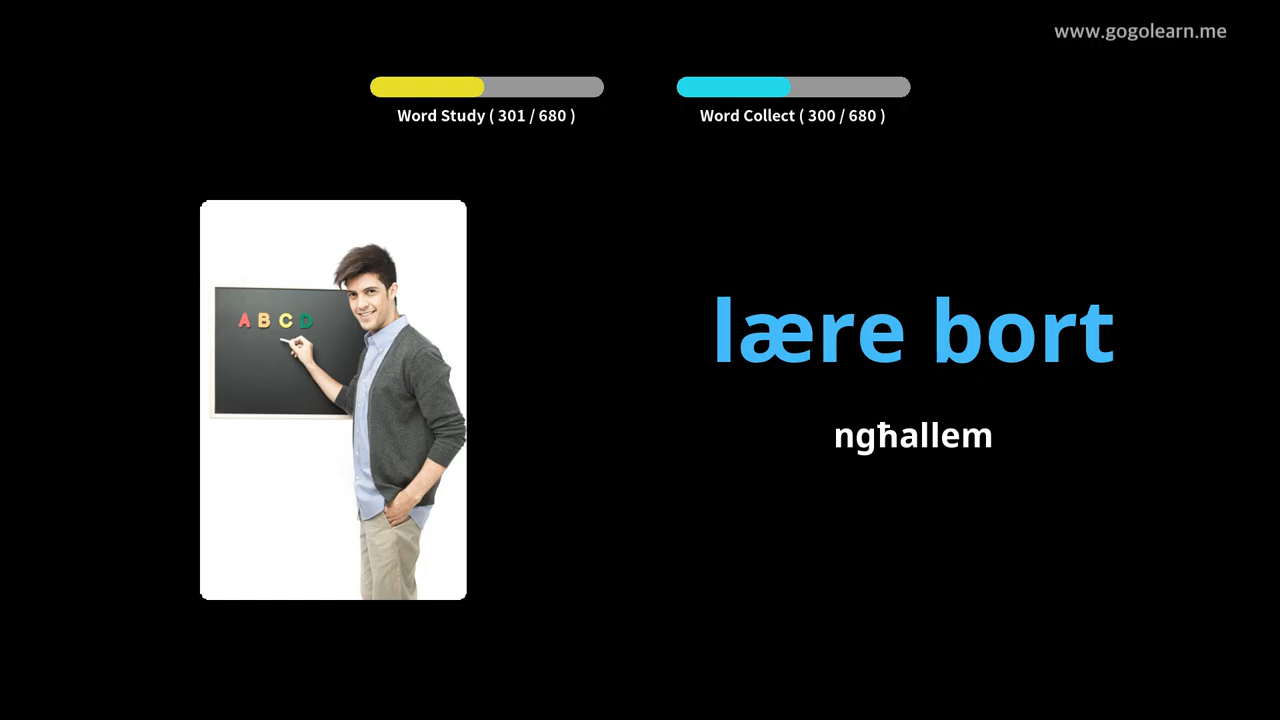 www.gogolearn.me
Word Study ( 301 / 680 )
Word Collect ( 300 / 680 )
A B C D
lære bort
ngħallem